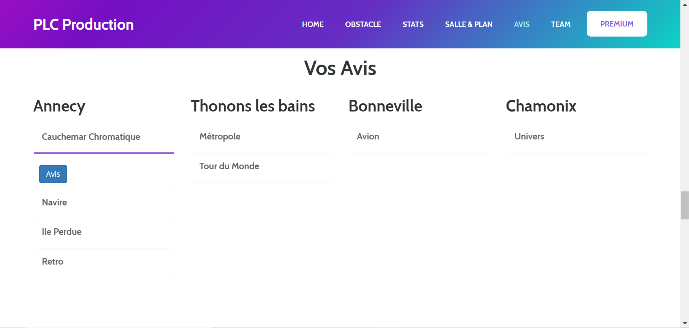 PLC Production
HOME OBSTACLE STATS SALLE & PLAN AVIS TEAM PREMIUM
Vos Avis
Annecy
Cauchemar Chromatique
Avis
Navire
Ile Perdue
Retro
Thonons les bains
Métropole
Tour du Monde
Bonneville
Avion
Chamonix
Univers